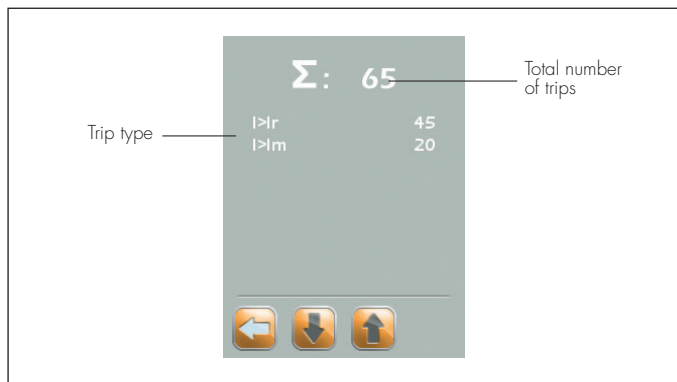 Σ: 65
Total number
of trips
Trip type
I>Ir 45
I>Im 20